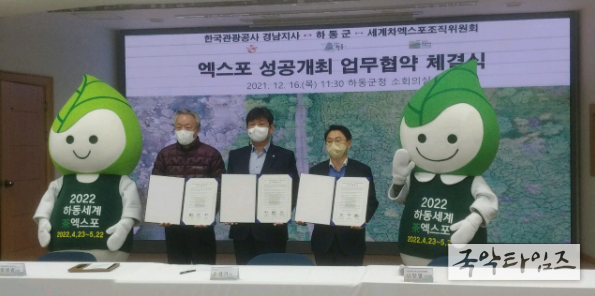 한국관광공사 경남지사 ↔ 하동군 ↔ 세계차엑스포조직위원회
엑스포 성공개최 업무협약 체결식
2021. 12. 16.(목) 11:30 하동군청 소회의실
2022
하동세계
茶엑스포
2022.4.23~5.22
2022
하동세계
茶엑스포
2022.4.23~5.22
국악타임즈